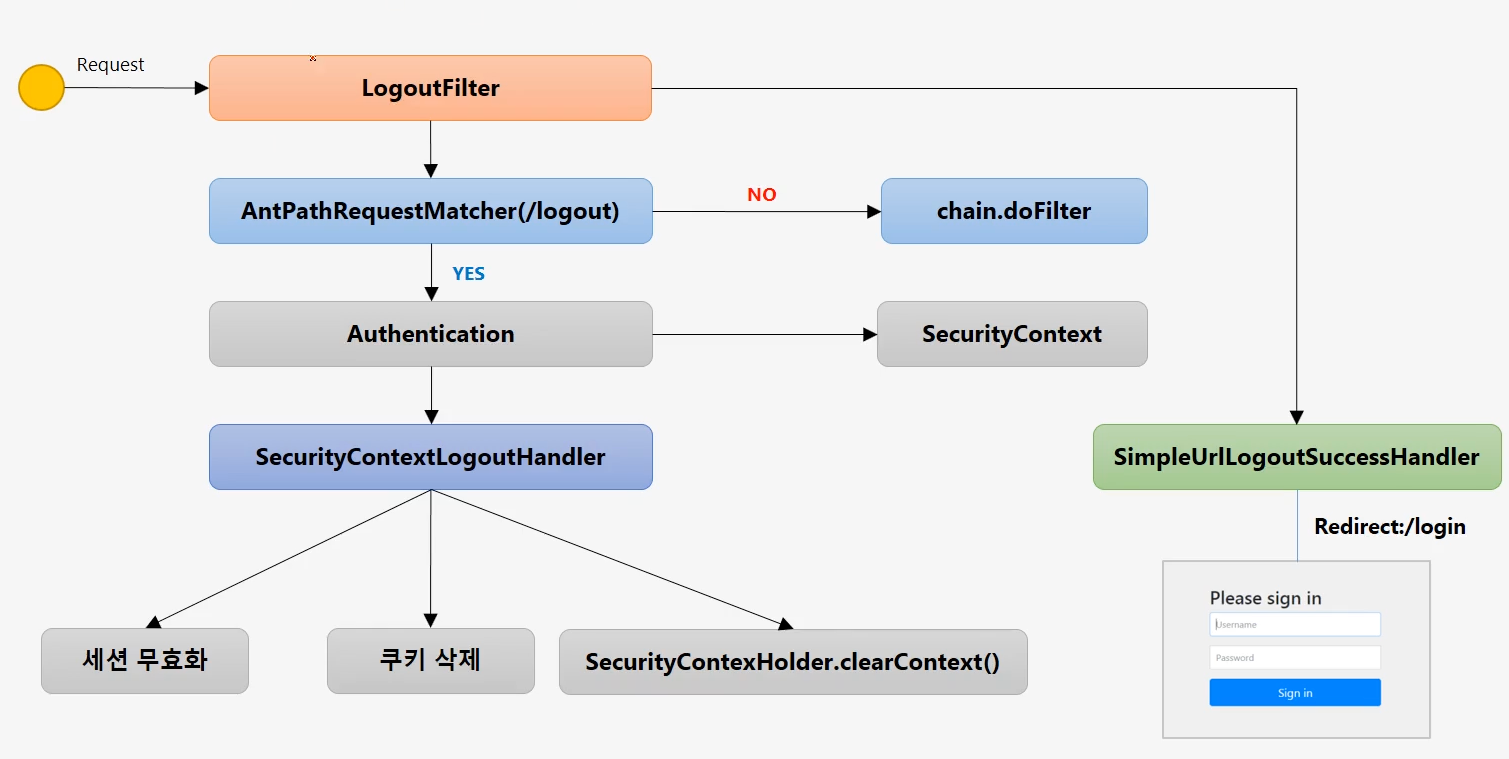 Request
LogoutFilter
AntPathRequestMatcher(/logout)
NO
chain.doFilter
YES
Authentication
SecurityContext
SecurityContextLogoutHandler
SimpleUrlLogoutSuccessHandler
Redirect:/login
Please sign in
Username
Password
Sign in
세션 무효화
쿠키 삭제
SecurityContexHolder.clearContext()